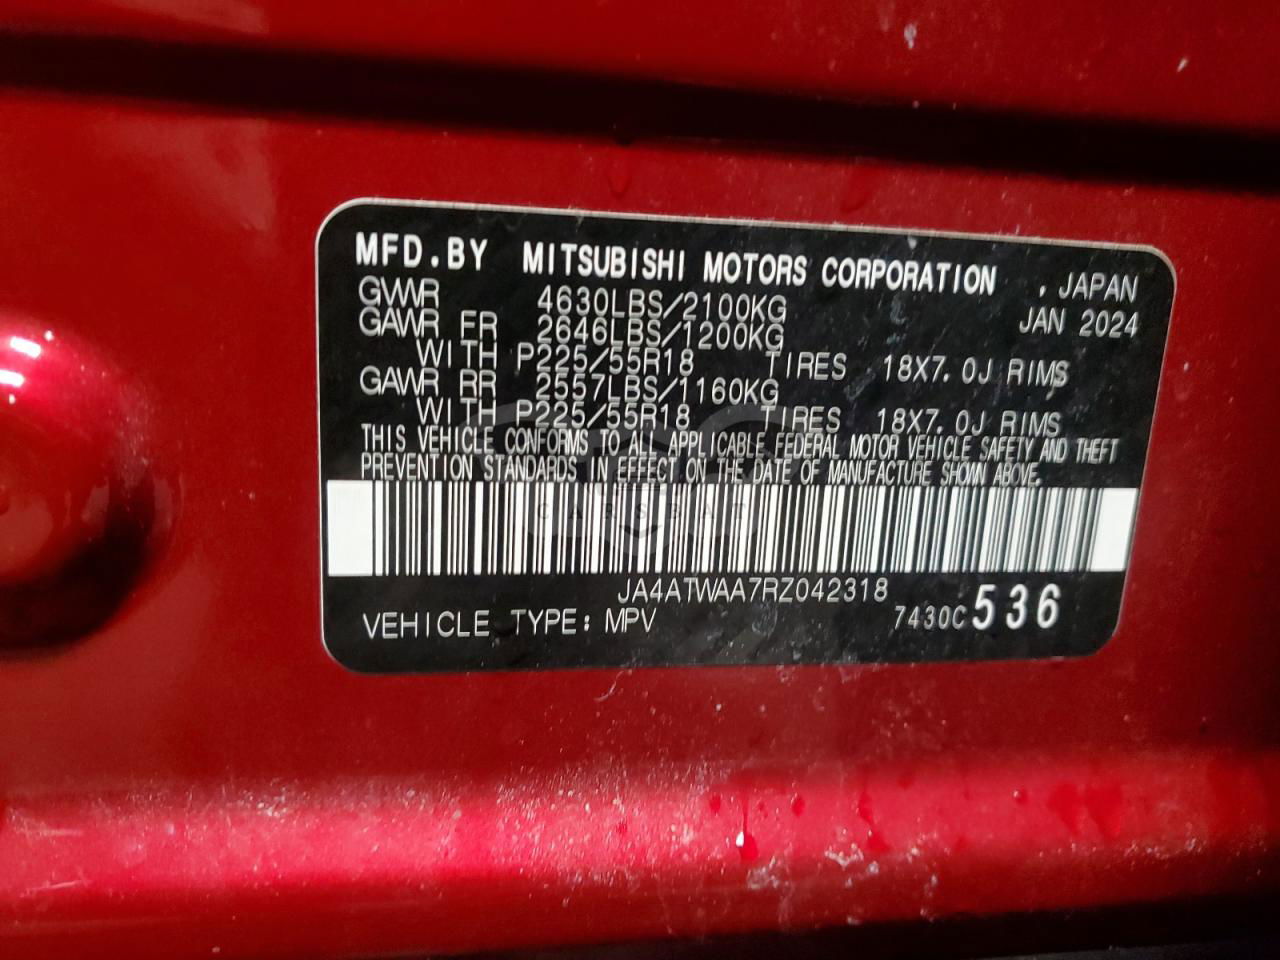 MFD.BY MITSUBISHI MOTORS CORPORATION , JAPAN
GVWR 4630LBS/2100KG JAN 2024
GAWR FR 2646LBS/1200KG
WITH P225/55R18 TIRES 18X7.0J RIMS
GAWR RR 2557LBS/1160KG
WITH P225/55R18 TIRES 18X7.0J RIMS
THIS VEHICLE CONFORMS TO ALL APPLICABLE FEDERAL MOTOR VEHICLE SAFETY AND THEFT
PREVENTION STANDARDS IN EFFECT ON THE DATE OF MANUFACTURE SHOWN ABOVE.
CARSBAT
JA4ATWAA7RZ042318
VEHICLE TYPE: MPV 7430C 536